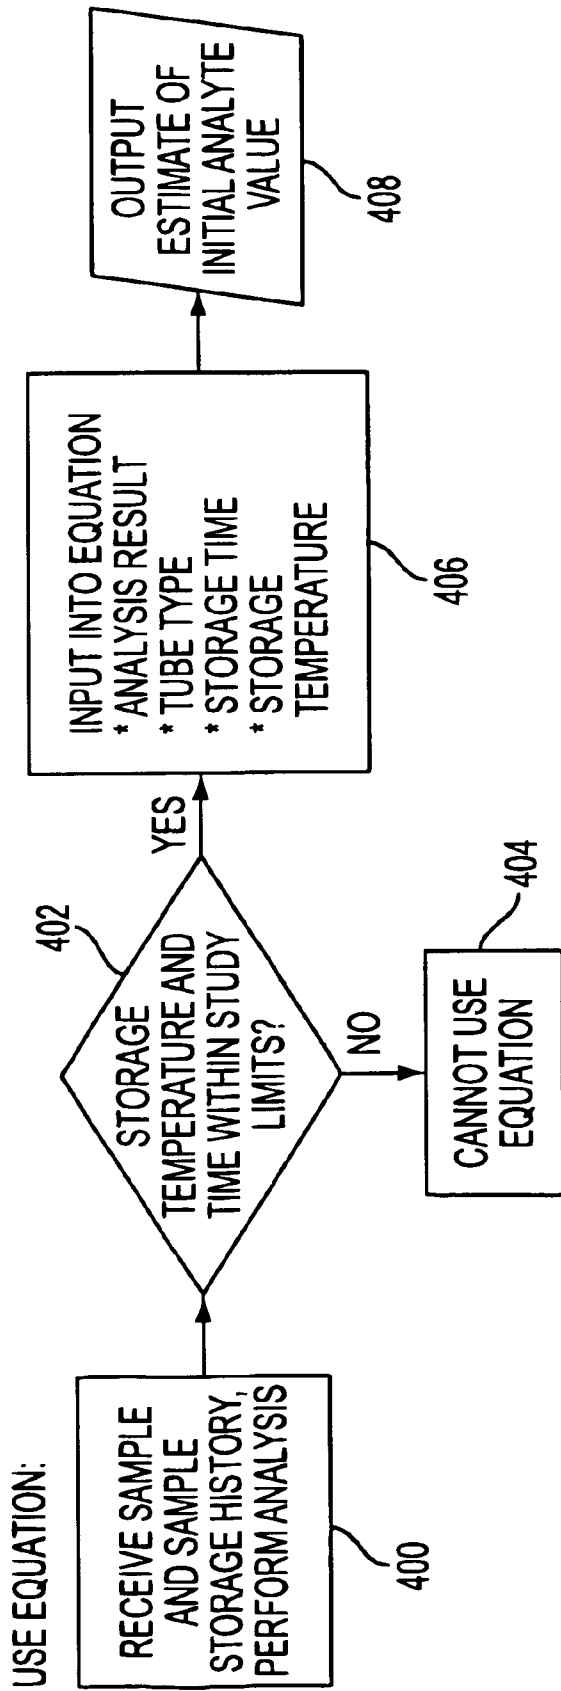 USE EQUATION:
RECEIVE SAMPLE
AND SAMPLE
STORAGE HISTORY,
PERFORM ANALYSIS
400
402
STORAGE
TEMPERATURE AND
TIME WITHIN STUDY
LIMITS?
YES
NO
CANNOT USE
EQUATION
404
INPUT INTO EQUATION
* ANALYSIS RESULT
* TUBE TYPE
* STORAGE TIME
* STORAGE
TEMPERATURE
406
OUTPUT
ESTIMATE OF
INITIAL ANALYTE
VALUE
408